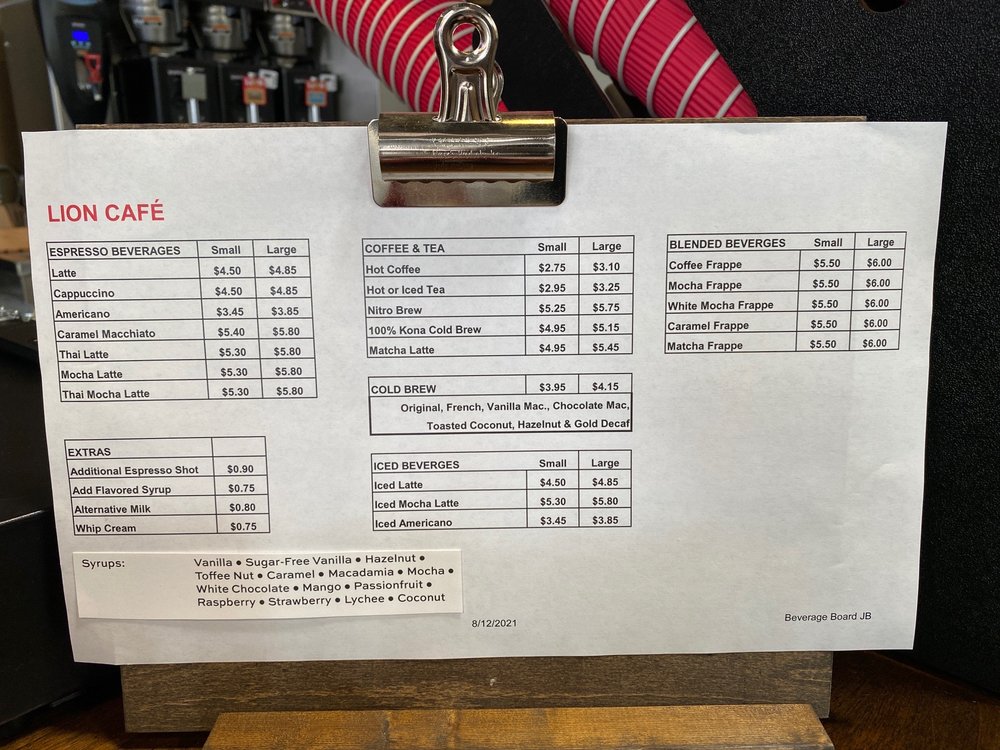 LION CAFÉ
ESPRESSO BEVERAGES Small Large
Latte $4.50 $4.85
Cappuccino $4.50 $4.85
Americano $3.45 $3.85
Caramel Macchiato $5.40 $5.80
Thai Latte $5.30 $5.80
Mocha Latte $5.30 $5.80
Thai Mocha Latte $5.30 $5.80
EXTRAS
Additional Espresso Shot $0.90
Add Flavored Syrup $0.75
Alternative Milk $0.80
Whip Cream $0.75
Syrups: Vanilla • Sugar-Free Vanilla • Hazelnut •
Toffee Nut • Caramel • Macadamia • Mocha •
White Chocolate • Mango • Passionfruit •
Raspberry • Strawberry • Lychee • Coconut
COFFEE & TEA Small Large
Hot Coffee $2.75 $3.10
Hot or Iced Tea $2.95 $3.25
Nitro Brew $5.25 $5.75
100% Kona Cold Brew $4.95 $5.15
Matcha Latte $4.95 $5.45
COLD BREW $3.95 $4.15
Original, French, Vanilla Mac., Chocolate Mac,
Toasted Coconut, Hazelnut & Gold Decaf
ICED BEVERGES Small Large
Iced Latte $4.50 $4.85
Iced Mocha Latte $5.30 $5.80
Iced Americano $3.45 $3.85
BLENDED BEVERGES Small Large
Coffee Frappe $5.50 $6.00
Mocha Frappe $5.50 $6.00
White Mocha Frappe $5.50 $6.00
Caramel Frappe $5.50 $6.00
Matcha Frappe $5.50 $6.00
8/12/2021
Beverage Board JB